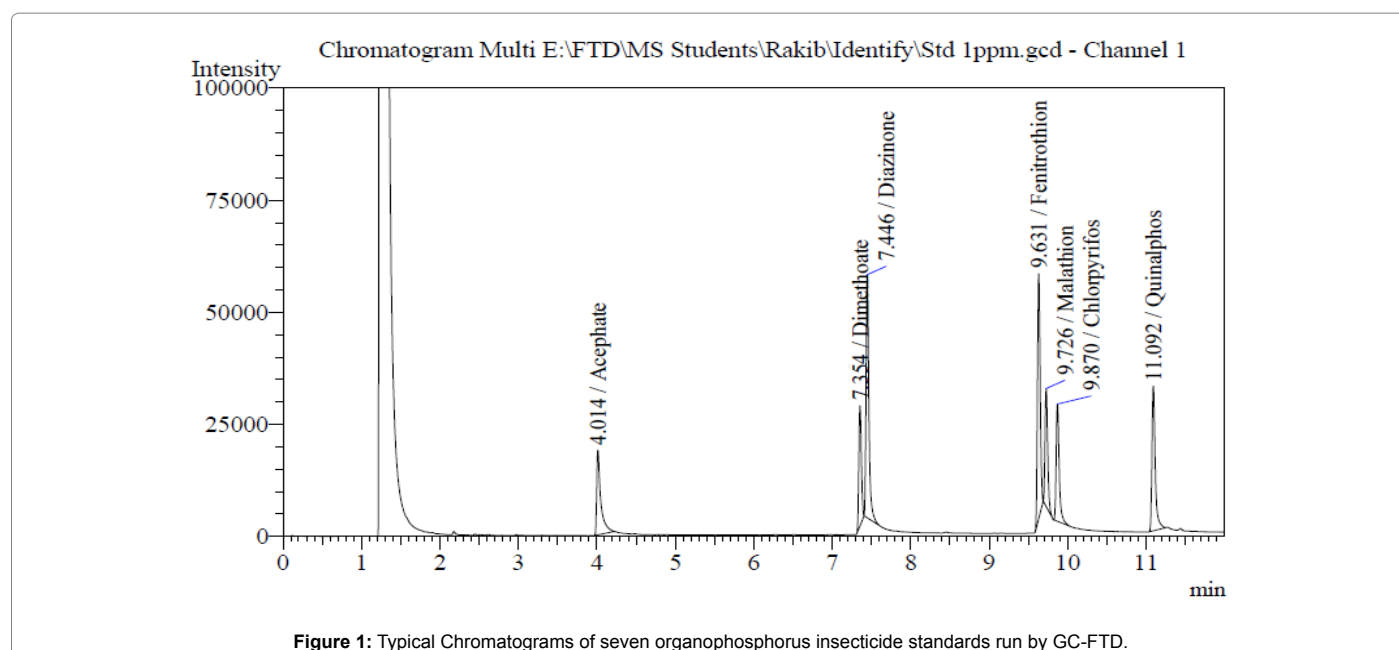 Chromatogram Multi E:\FTD\MS Students\Rakib\Identify\Std 1ppm.gcd - Channel 1
Intensity
100000
75000
50000
25000
0
4.014 / Acephate
7.354 / Dimethoate
7.446 / Diazinone
9.631 / Fenitrothion
9.726 / Malathion
9.870 / Chlorpyrifos
11.092 / Quinalphos
0 1 2 3 4 5 6 7 8 9 10 11
min
Figure 1: Typical Chromatograms of seven organophosphorus insecticide standards run by GC-FTD.